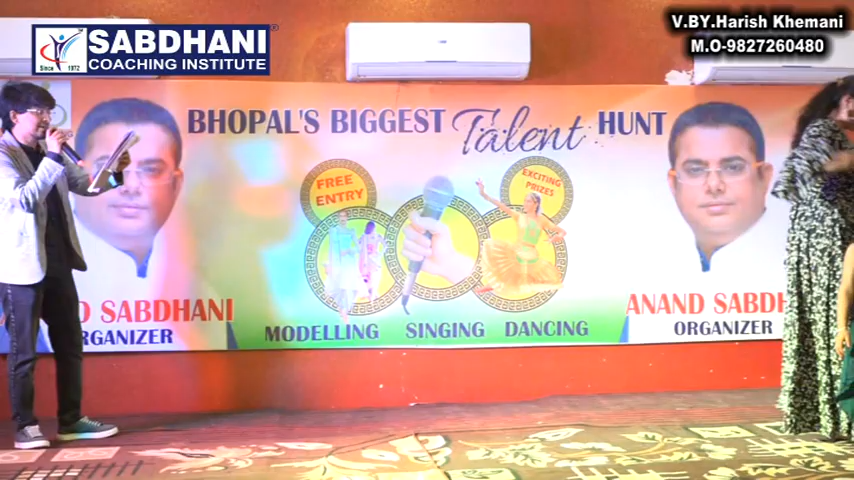 Since 1972
SABDHANI
COACHING INSTITUTE
V.BY.Harish Khemani
M.O-9827260480
BHOPAL'S BIGGEST Talent HUNT
FREE
ENTRY
EXCITING
PRIZES
MODELLING
SINGING
DANCING
SABDHANI
ORGANIZER
ANAND SABDH
ORGANIZER